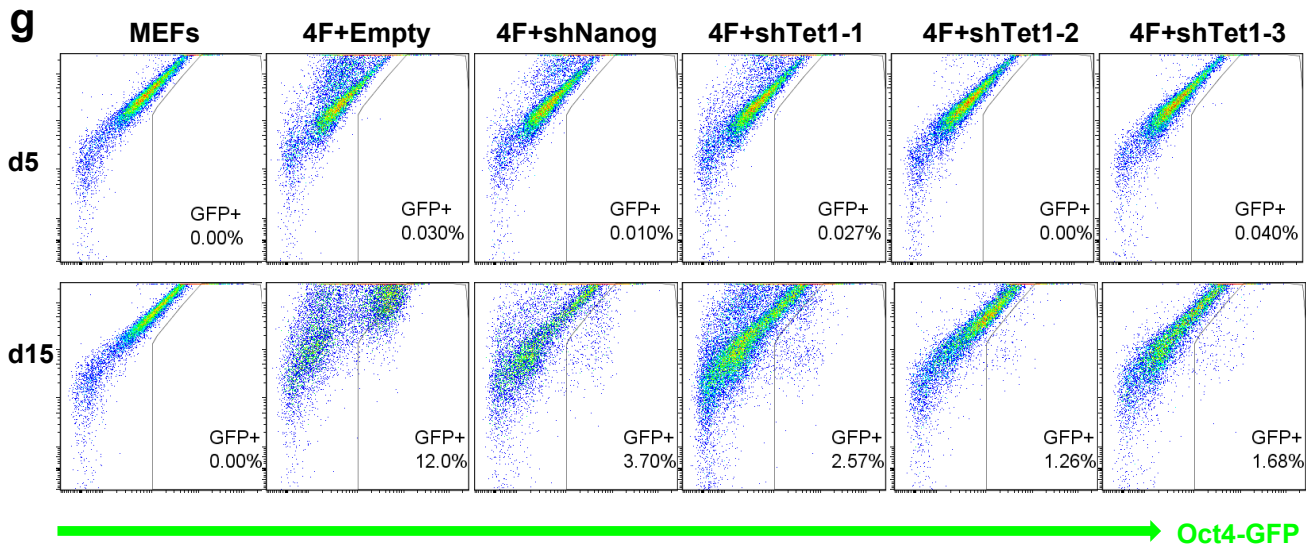 g
MEFs 4F+Empty 4F+shNanog 4F+shTet1-1 4F+shTet1-2 4F+shTet1-3
d5
GFP+ GFP+ GFP+ GFP+ GFP+ GFP+
0.00% 0.030% 0.010% 0.027% 0.00% 0.040%
d15
GFP+ GFP+ GFP+ GFP+ GFP+ GFP+
0.00% 12.0% 3.70% 2.57% 1.26% 1.68%
Oct4-GFP